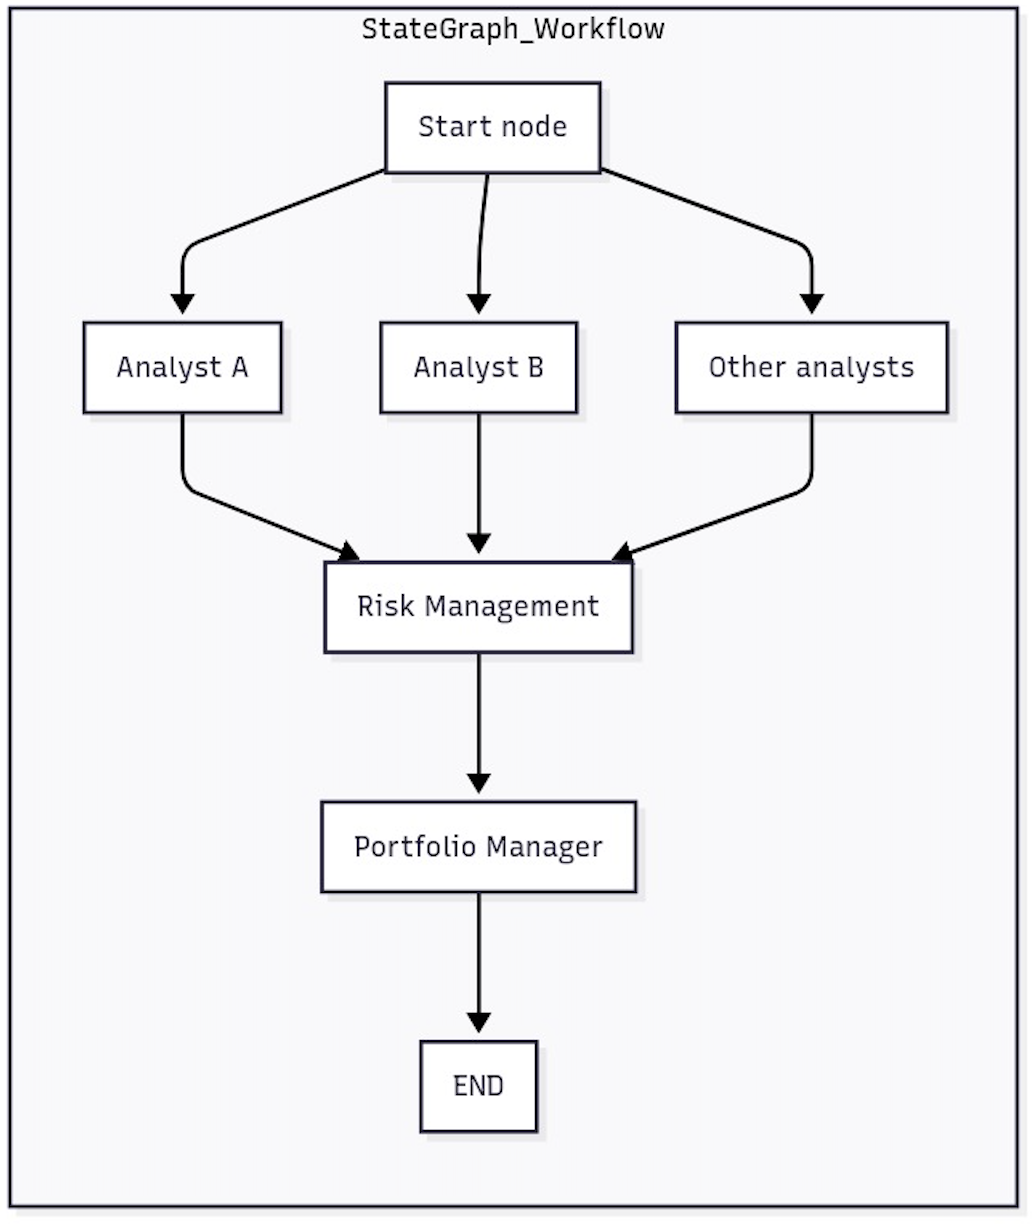 StateGraph_Workflow
Start node
Analyst A
Analyst B
Other analysts
Risk Management
Portfolio Manager
END